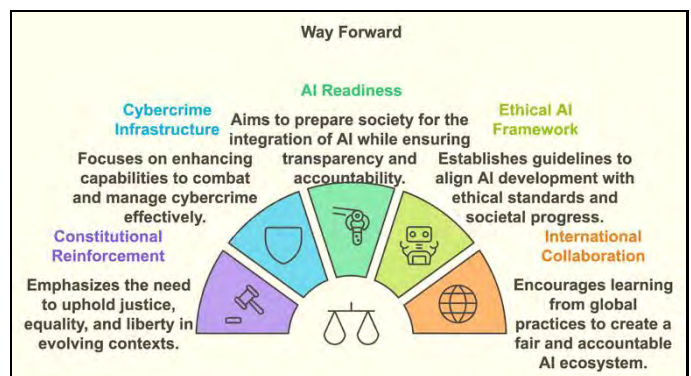 Way Forward
AI Readiness
Aims to prepare society for the
integration of AI while ensuring
transparency and
accountability.
Cybercrime
Infrastructure
Focuses on enhancing
capabilities to combat
and manage cybercrime
effectively.
Ethical AI
Framework
Establishes guidelines to
align AI development with
ethical standards and
societal progress.
Constitutional
Reinforcement
Emphasizes the need
to uphold justice,
equality, and liberty in
evolving contexts.
International
Collaboration
Encourages learning
from global
practices to create a
fair and accountable
AI ecosystem.